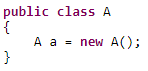 public class A
{
    A a = new A();
}